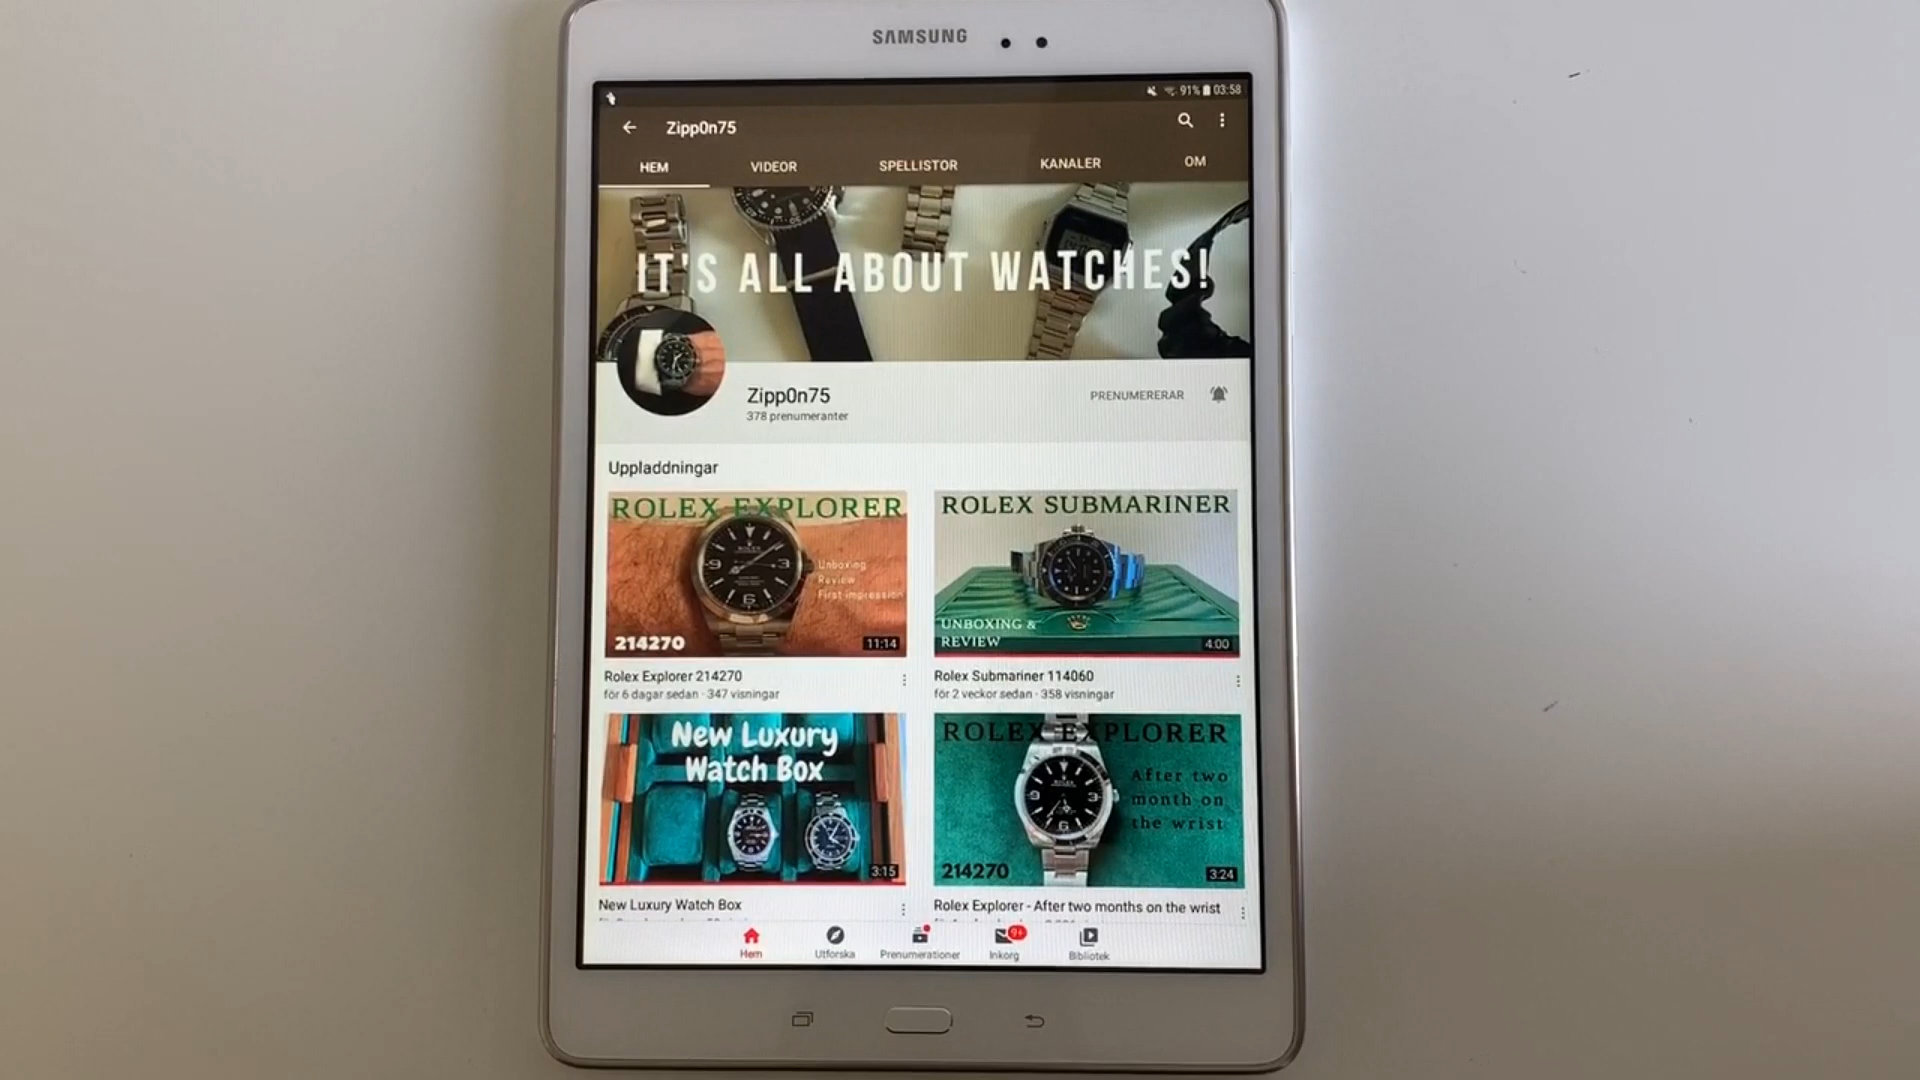 SAMSUNG
91% 03:58
Zipp0n75
HEM VIDEOR SPELLISTOR KANALER OM
IT'S ALL ABOUT WATCHES!
Zipp0n75
PRENUMERERAR
378 prenumeranter
Uppladdningar
ROLEX EXPLORER
Unboxing
Review
First impression
214270
11:14
ROLEX SUBMARINER
UNBOXING &
REVIEW
4:00
Rolex Explorer 214270
för 6 dagar sedan · 347 visningar
Rolex Submariner 114060
för 2 veckor sedan · 358 visningar
New Luxury
Watch Box
3:15
ROLEX EXPLORER
After two
month on
the wrist
214270
3:24
New Luxury Watch Box
Rolex Explorer - After two months on the wrist
9+
Hem Utforska Prenumerationer Inkorg Bibliotek